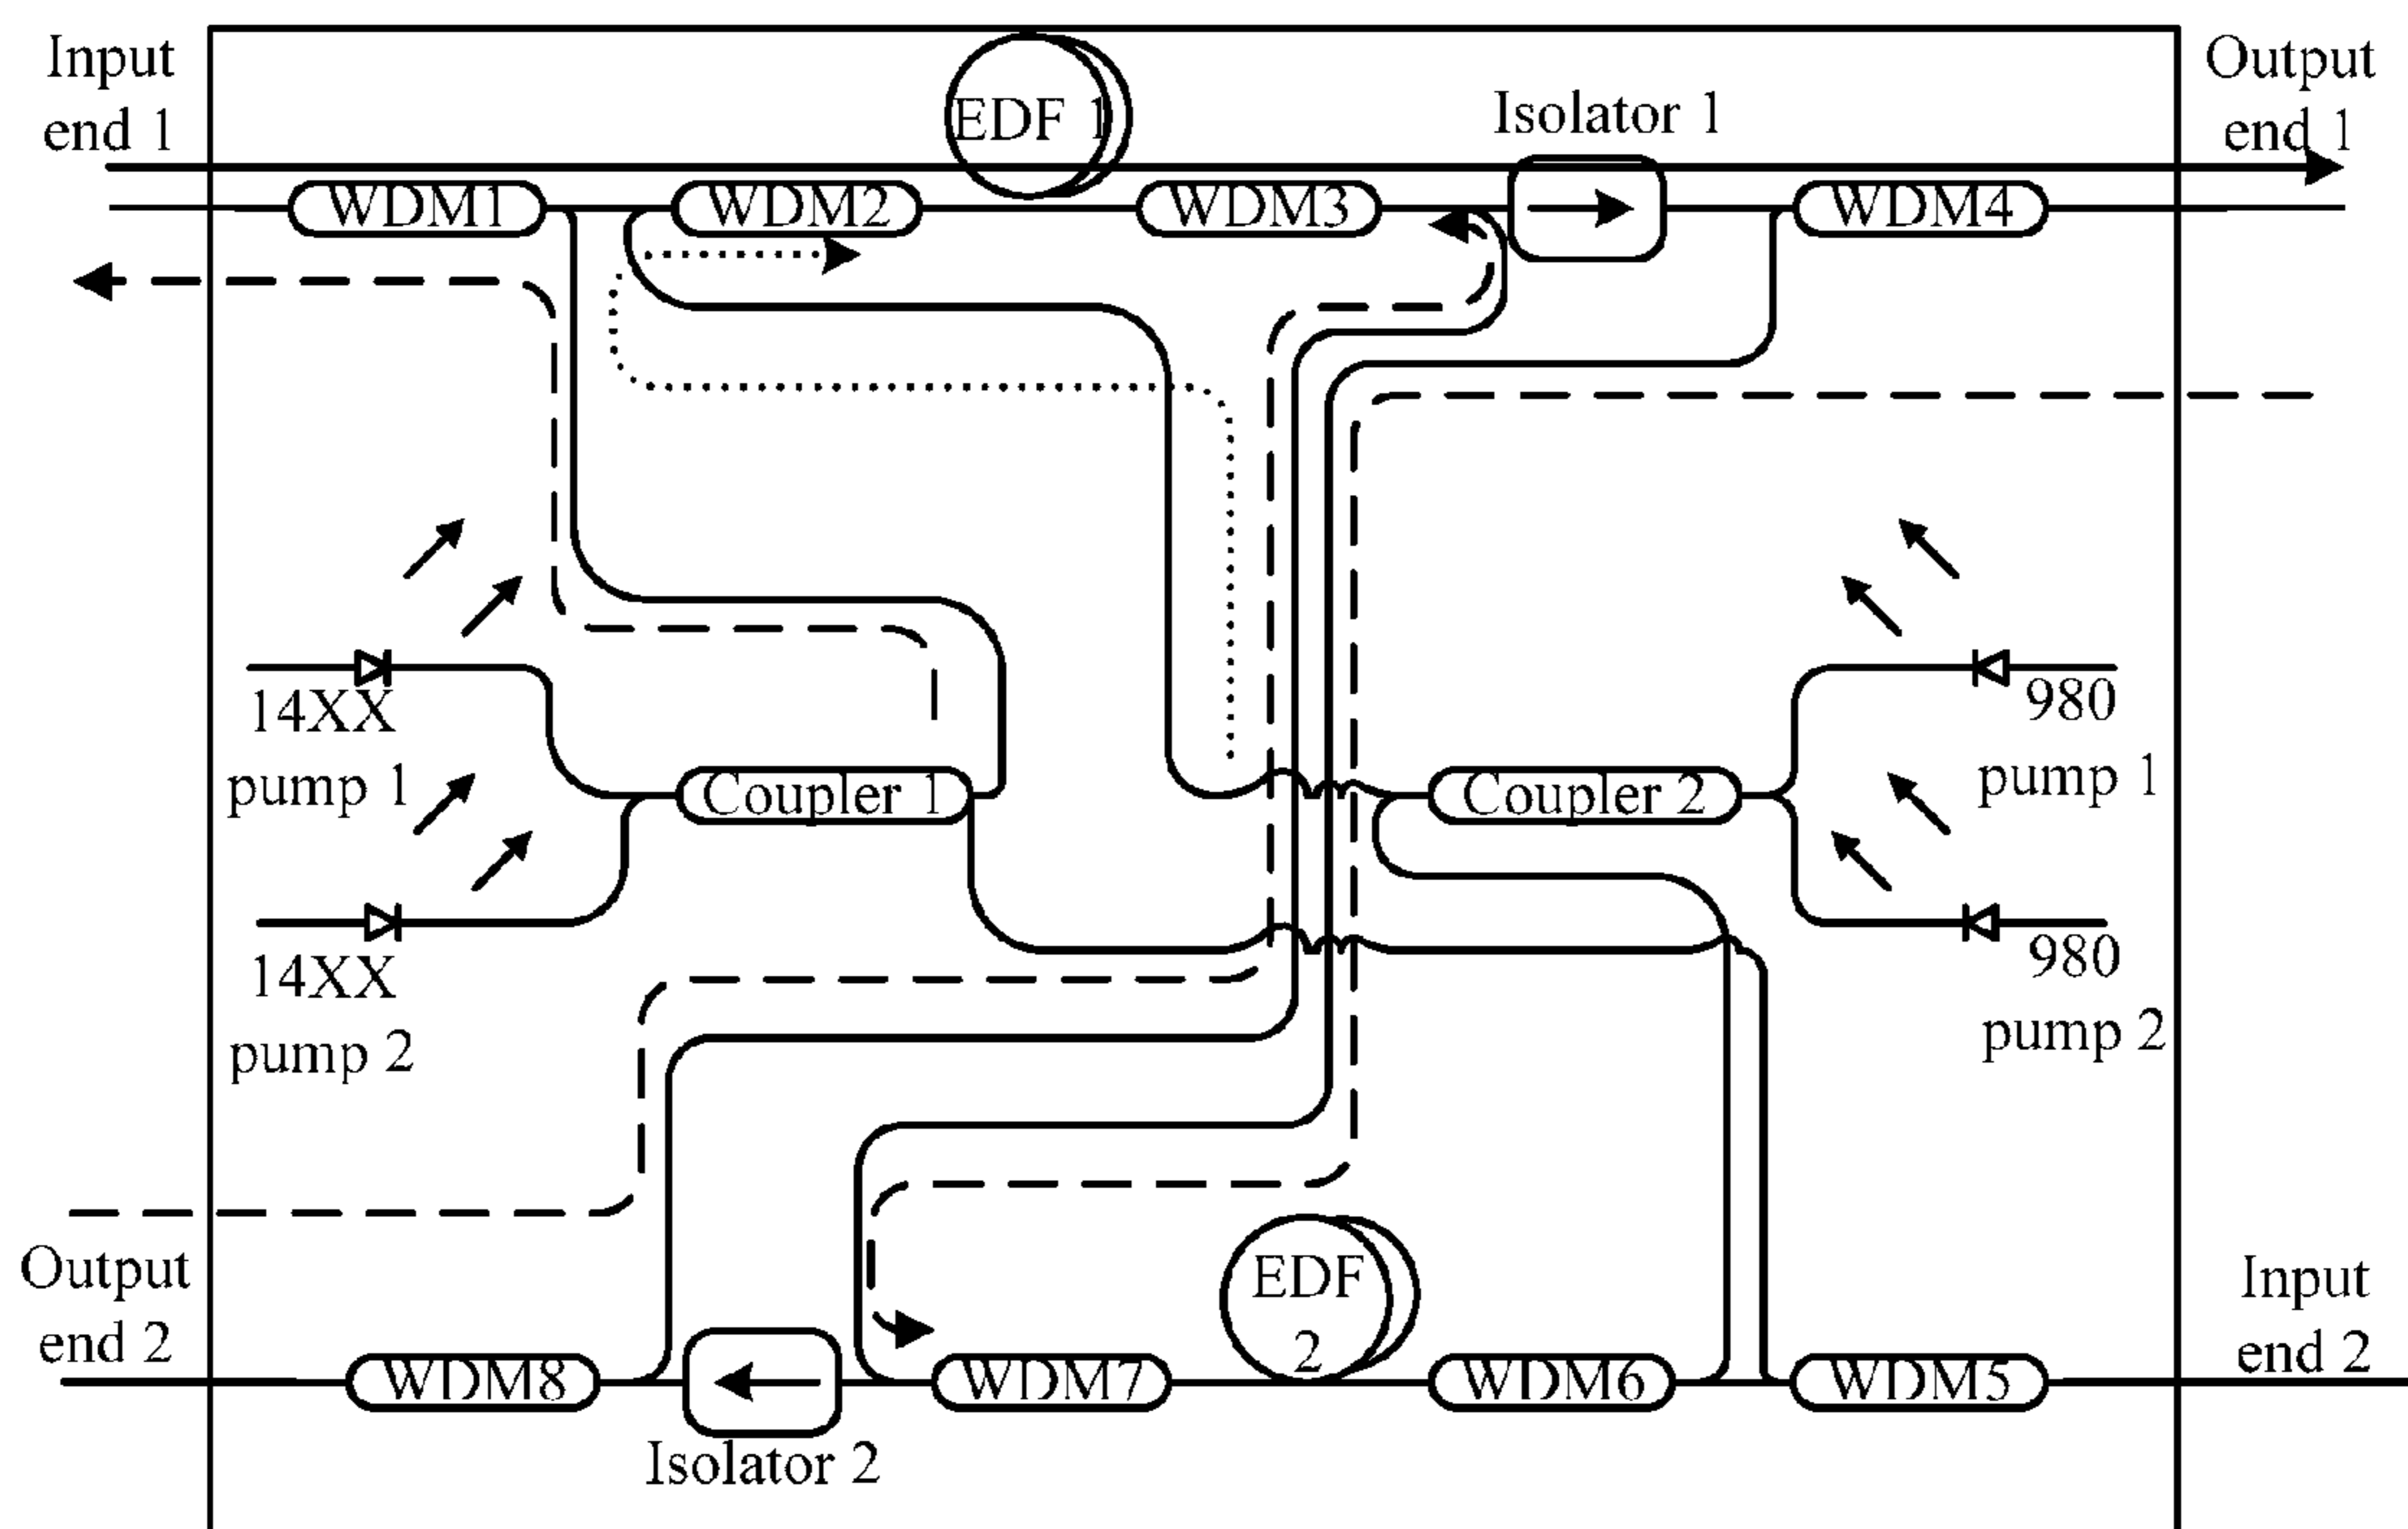 Input
end 1
EDF 1
Isolator 1
Output
end 1
WDM1
WDM2
WDM3
WDM4
14XX
pump 1
980
pump 1
Coupler 1
Coupler 2
14XX
pump 2
980
pump 2
Output
end 2
EDF
2
Input
end 2
WDM8
WDM7
WDM6
WDM5
Isolator 2